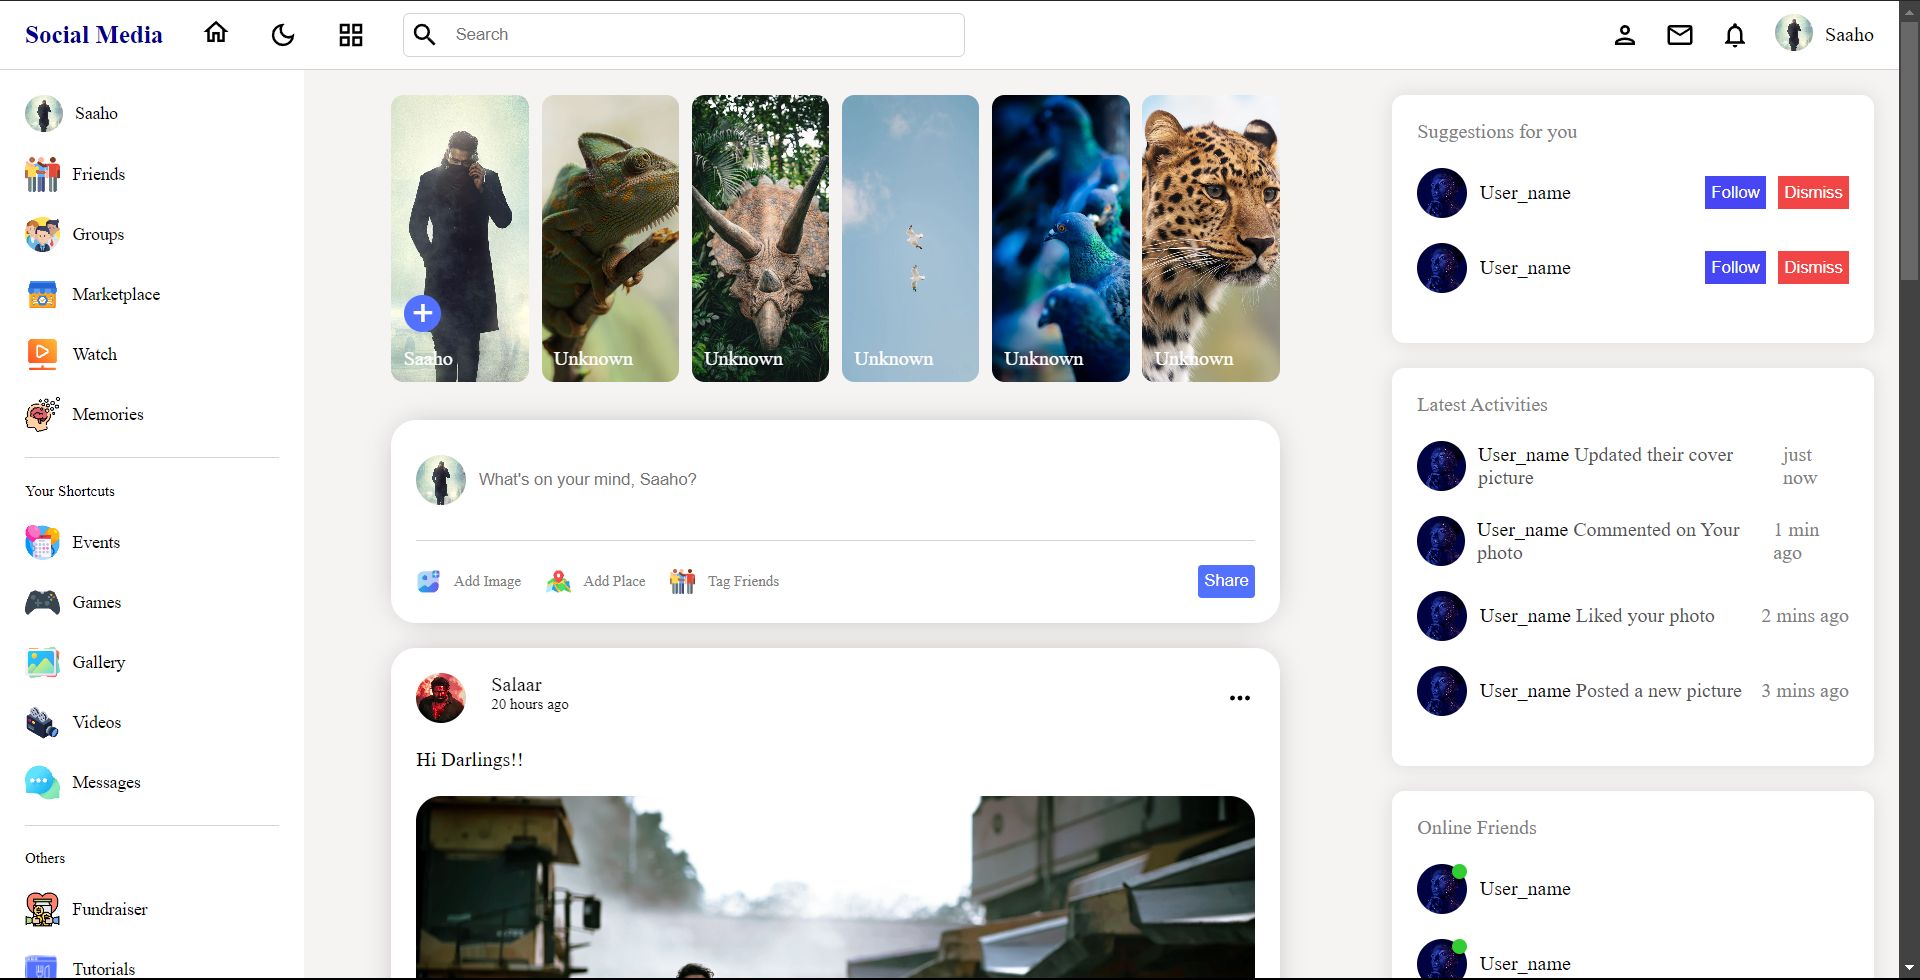 Social Media
Search
Saaho
Saaho
Friends
Groups
Marketplace
Watch
Memories
Your Shortcuts
Events
Games
Gallery
Videos
Messages
Others
Fundraiser
Tutorials
Saaho
Unknown
Unknown
Unknown
Unknown
Unknown
What's on your mind, Saaho?
Add Image
Add Place
Tag Friends
Share
Salaar
20 hours ago
Hi Darlings!!
Suggestions for you
User_name
Follow
Dismiss
User_name
Follow
Dismiss
Latest Activities
User_name Updated their cover
picture
just
now
User_name Commented on Your
photo
1 min
ago
User_name Liked your photo
2 mins ago
User_name Posted a new picture
3 mins ago
Online Friends
User_name
User_name